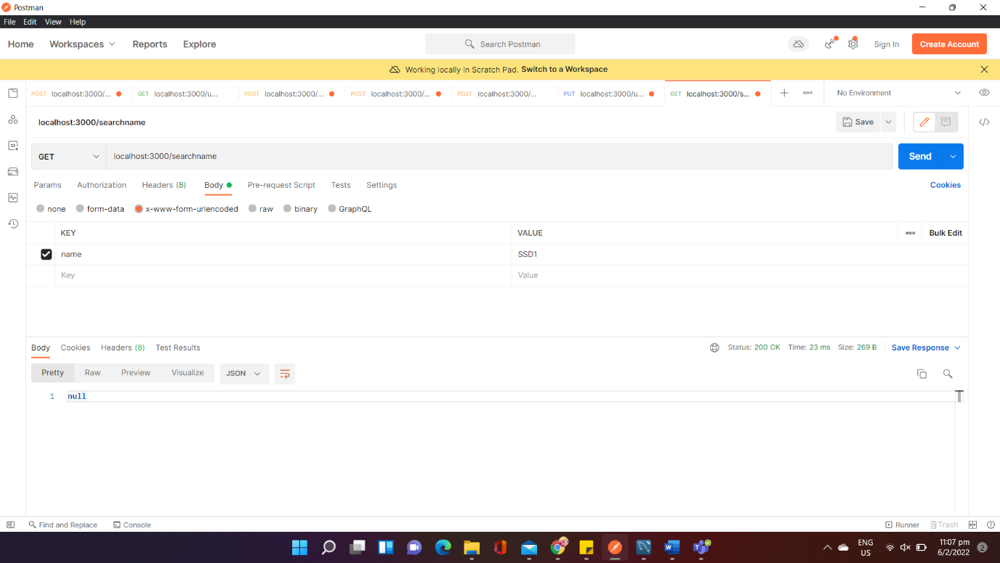 Postman
File Edit View Help
Home Workspaces Reports Explore Search Postman Sign In Create Account
Working locally in Scratch Pad. Switch to a Workspace
POST localhost:3000/... GET localhost:3000/u... POST localhost:3000/... POST localhost:3000/... POST localhost:3000/... PUT localhost:3000/u... GET localhost:3000/s... No Environment
localhost:3000/searchname Save
GET localhost:3000/searchname Send
Params Authorization Headers (8) Body Pre-request Script Tests Settings Cookies
none form-data x-www-form-urlencoded raw binary GraphQL
KEY VALUE Bulk Edit
name SSD1
Key Value
Body Cookies Headers (8) Test Results Status: 200 OK Time: 23 ms Size: 269 B Save Response
Pretty Raw Preview Visualize JSON
1 null
Find and Replace Console Runner Trash
ENG 11:07 pm
US 6/2/2022 2